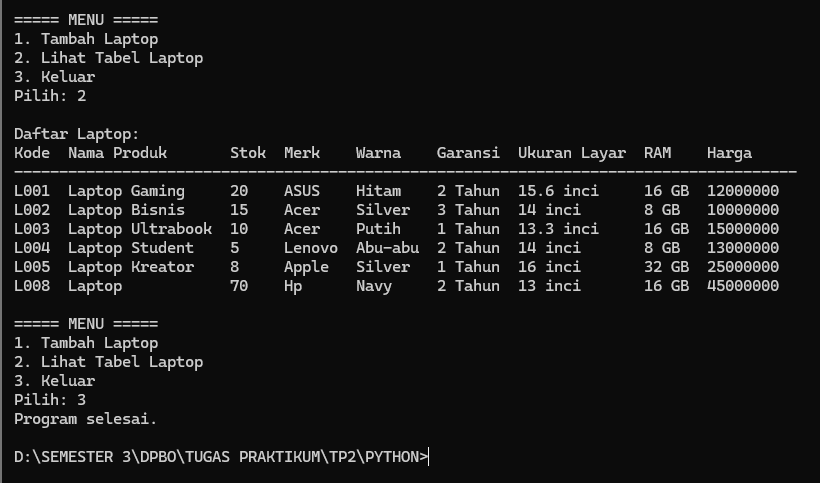 ===== MENU =====
1. Tambah Laptop
2. Lihat Tabel Laptop
3. Keluar
Pilih: 2
Daftar Laptop:
Kode  Nama Produk       Stok  Merk    Warna    Garansi  Ukuran Layar  RAM    Harga
---------------------------------------------------------------------------------------
L001  Laptop Gaming     20    ASUS    Hitam    2 Tahun  15.6 inci     16 GB  12000000
L002  Laptop Bisnis     15    Acer    Silver   3 Tahun  14 inci       8 GB   10000000
L003  Laptop Ultrabook  10    Acer    Putih    1 Tahun  13.3 inci     16 GB  15000000
L004  Laptop Student    5     Lenovo  Abu-abu  2 Tahun  14 inci       8 GB   13000000
L005  Laptop Kreator    8     Apple   Silver   1 Tahun  16 inci       32 GB  25000000
L008  Laptop            70    Hp      Navy     2 Tahun  13 inci       16 GB  45000000
===== MENU =====
1. Tambah Laptop
2. Lihat Tabel Laptop
3. Keluar
Pilih: 3
Program selesai.
D:\SEMESTER 3\DPBO\TUGAS PRAKTIKUM\TP2\PYTHON>